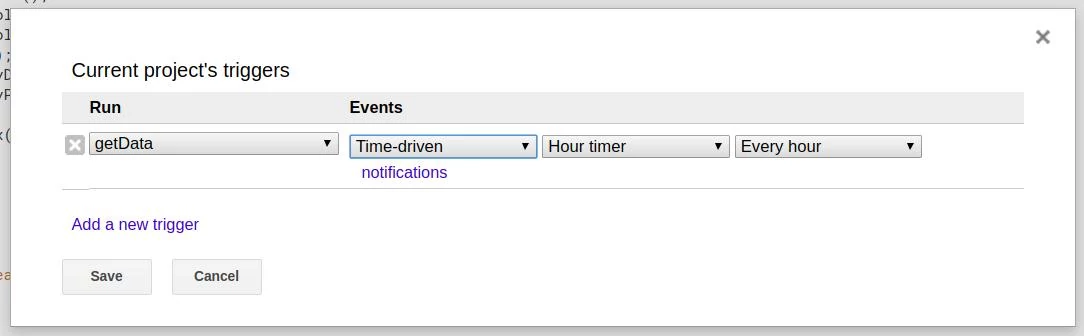 Current project's triggers
Run Events
getData Time-driven Hour timer Every hour
notifications
Add a new trigger
Save Cancel